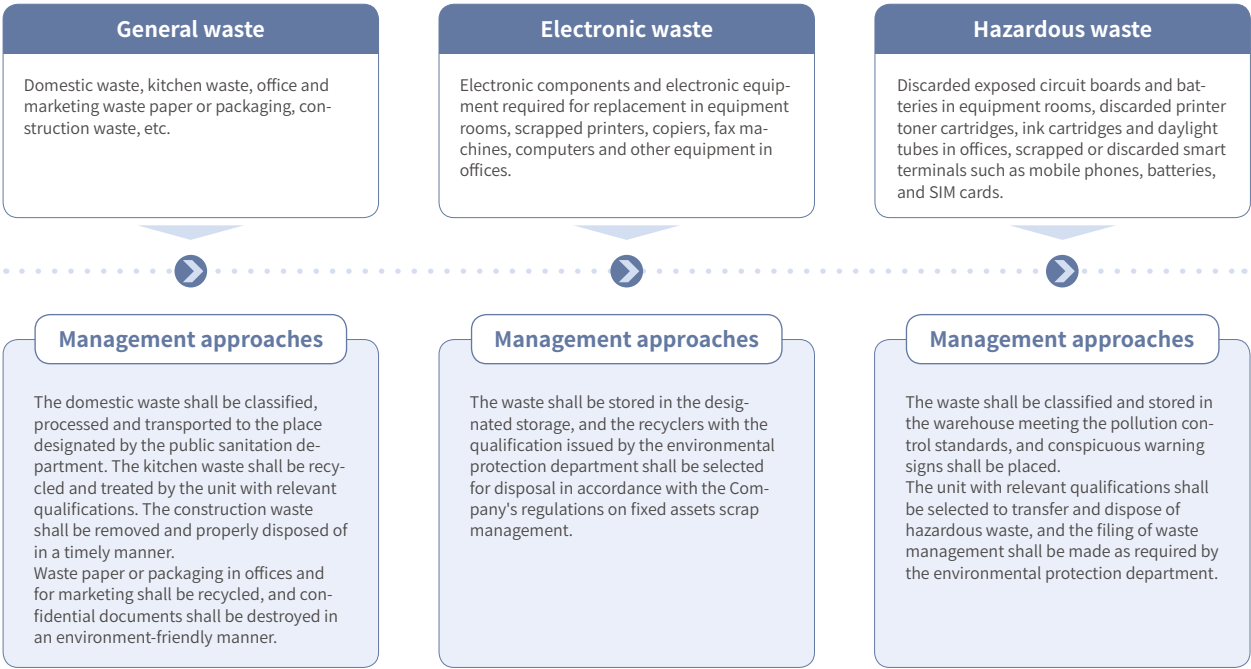 General waste
Domestic waste, kitchen waste, office and
marketing waste paper or packaging, con-
struction waste, etc.
Electronic waste
Electronic components and electronic equip-
ment required for replacement in equipment
rooms, scrapped printers, copiers, fax ma-
chines, computers and other equipment in
offices.
Hazardous waste
Discarded exposed circuit boards and bat-
teries in equipment rooms, discarded printer
toner cartridges, ink cartridges and daylight
tubes in offices, scrapped or discarded smart
terminals such as mobile phones, batteries,
and SIM cards.
Management approaches
The domestic waste shall be classified,
processed and transported to the place
designated by the public sanitation de-
partment. The kitchen waste shall be recy-
cled and treated by the unit with relevant
qualifications. The construction waste
shall be removed and properly disposed of
in a timely manner.
Waste paper or packaging in offices and
for marketing shall be recycled, and con-
fidential documents shall be destroyed in
an environment-friendly manner.
Management approaches
The waste shall be stored in the desig-
nated storage, and the recyclers with the
qualification issued by the environmental
protection department shall be selected
for disposal in accordance with the Com-
pany's regulations on fixed assets scrap
management.
Management approaches
The waste shall be classified and stored in
the warehouse meeting the pollution con-
trol standards, and conspicuous warning
signs shall be placed.
The unit with relevant qualifications shall
be selected to transfer and dispose of
hazardous waste, and the filing of waste
management shall be made as required by
the environmental protection department.